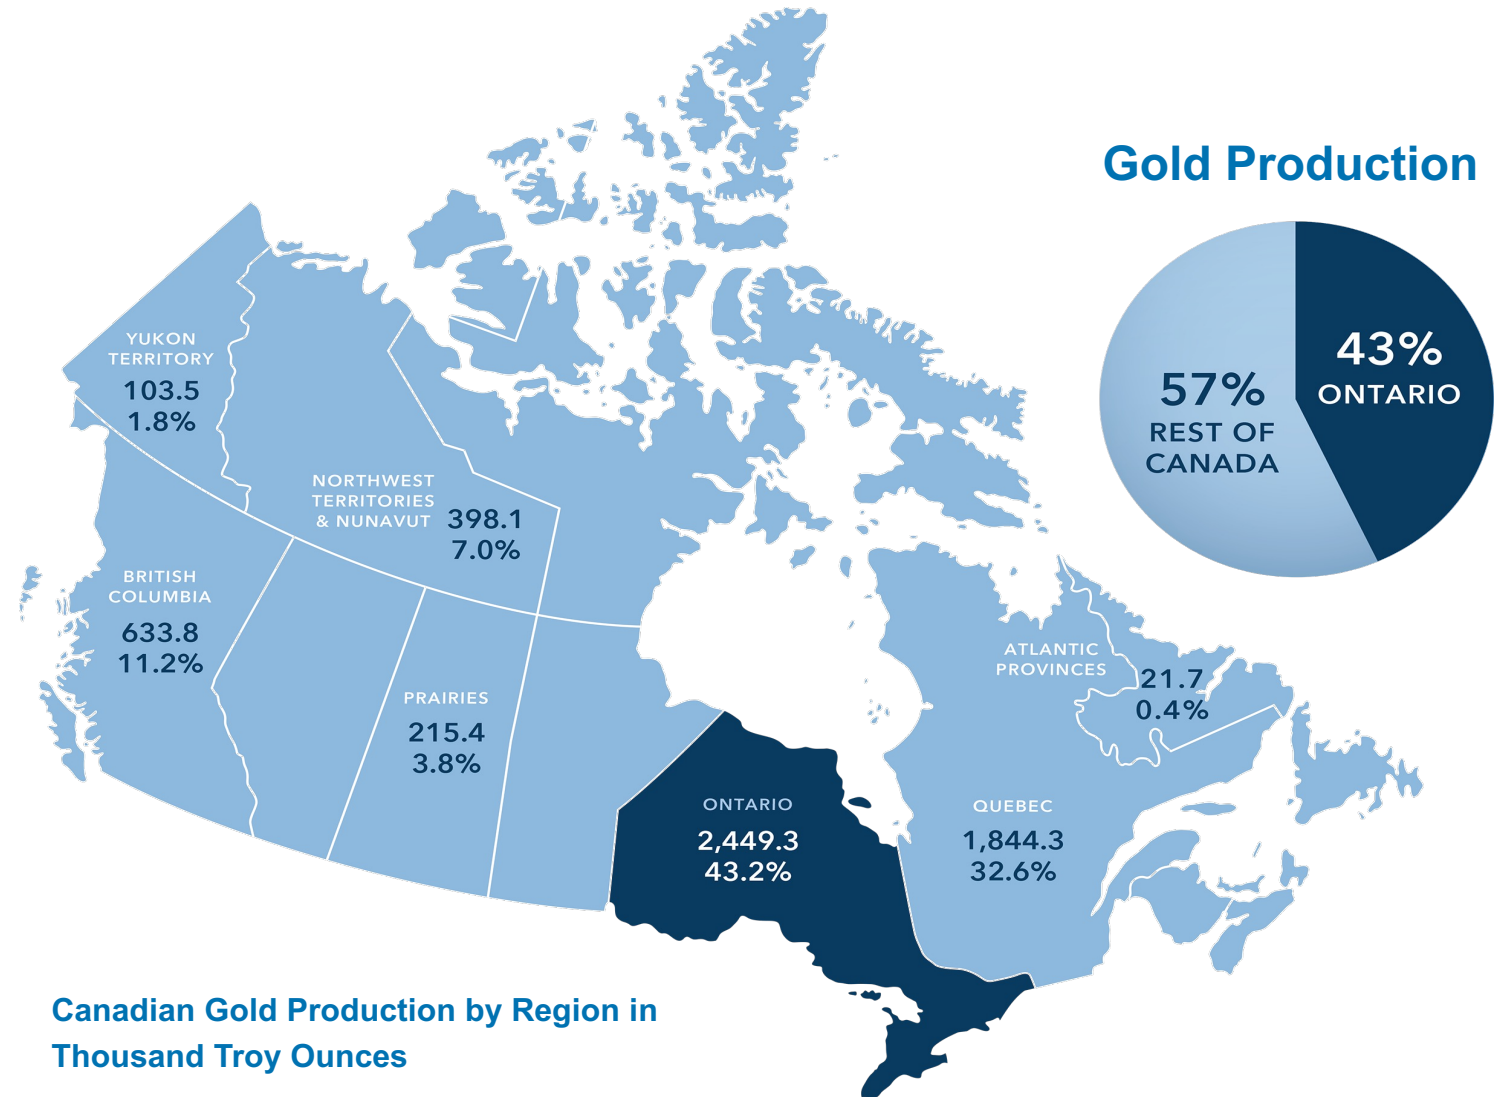 Gold Production
43%
ONTARIO
57%
REST OF
CANADA
YUKON
TERRITORY
103.5
1.8%
NORTHWEST
TERRITORIES
& NUNAVUT
398.1
7.0%
BRITISH
COLUMBIA
633.8
11.2%
PRAIRIES
215.4
3.8%
ONTARIO
2,449.3
43.2%
QUEBEC
1,844.3
32.6%
ATLANTIC
PROVINCES
21.7
0.4%
Canadian Gold Production by Region in
Thousand Troy Ounces